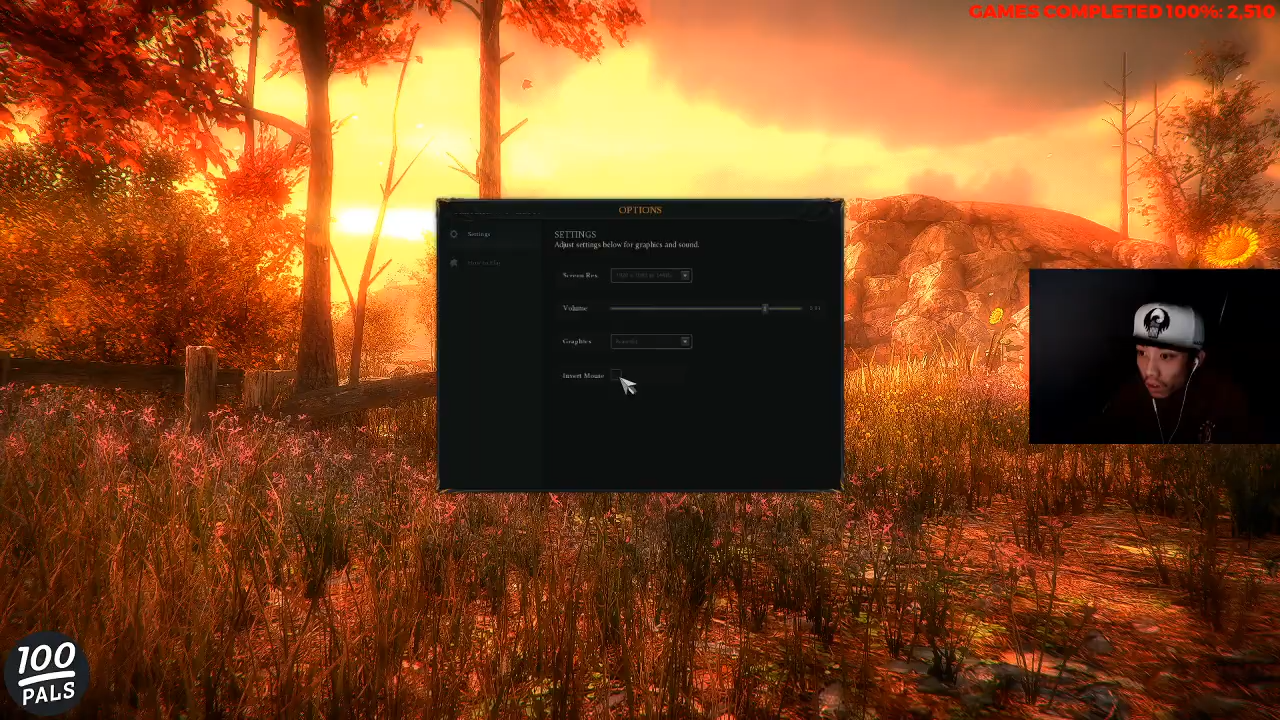 GAMES COMPLETED 100%: 2,510
OPTIONS
Settings
SETTINGS
Adjust settings below for graphics and sound.
Screen Res
Volume
Graphics
Invert Mouse
100
PALS